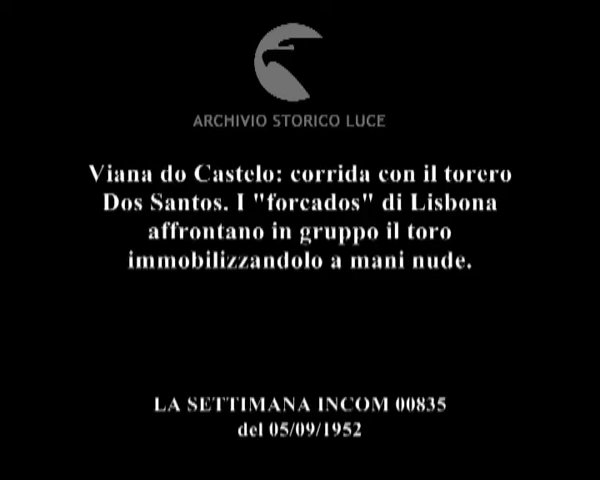 ARCHIVIO STORICO LUCE
Viana do Castelo: corrida con il torero
Dos Santos. I "forcados" di Lisbona
affrontano in gruppo il toro
immobilizzandolo a mani nude.
LA SETTIMANA INCOM 00835
del 05/09/1952